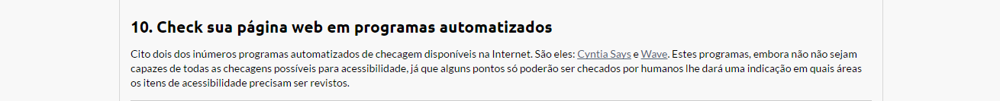 10. Check sua página web em programas automatizados
Cito dois dos inúmeros programas automatizados de checagem disponíveis na Internet. São eles: Cyntia Says e Wave. Estes programas, embora não não sejam
capazes de todas as checagens possíveis para acessibilidade, já que alguns pontos só poderão ser checados por humanos lhe dará uma indicação em quais áreas
os itens de acessibilidade precisam ser revistos.